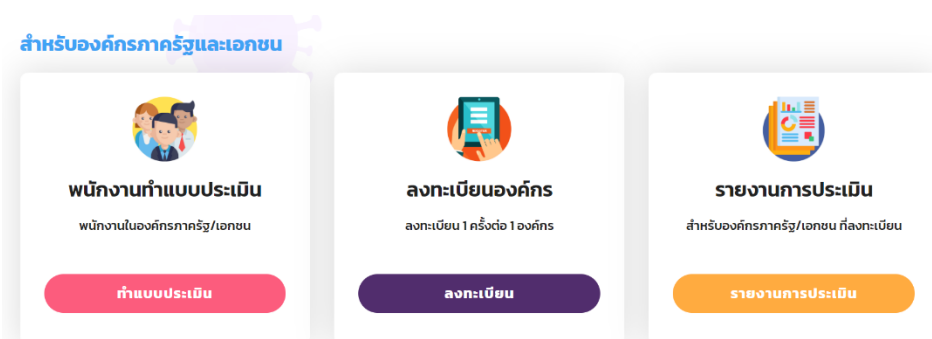 สำหรับองค์กรภาครัฐและเอกชน
พนักงานทำแบบประเมิน
พนักงานในองค์กรภาครัฐ/เอกชน
ทำแบบประเมิน
ลงทะเบียนองค์กร
ลงทะเบียน 1 ครั้งต่อ 1 องค์กร
ลงทะเบียน
รายงานการประเมิน
สำหรับองค์กรภาครัฐ/เอกชน ที่ลงทะเบียน
รายงานการประเมิน